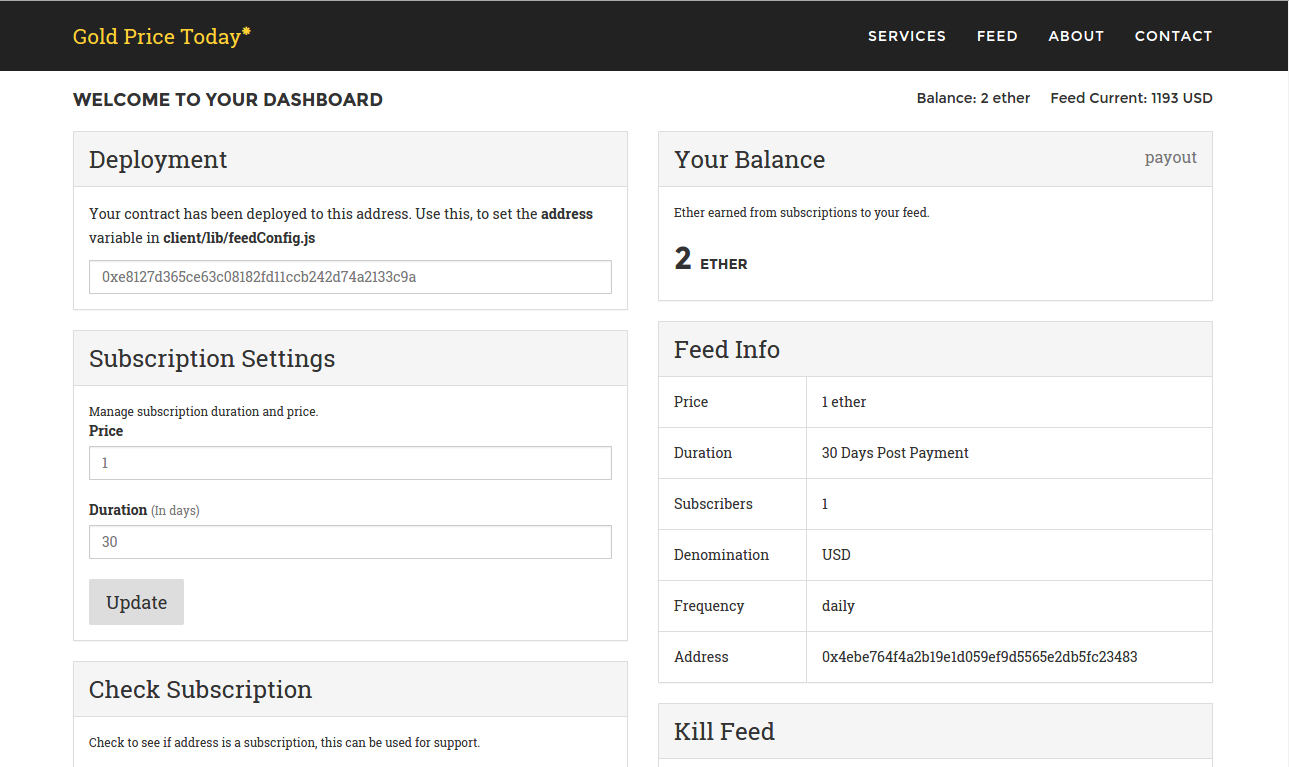 Gold Price Today*
SERVICES FEED ABOUT CONTACT
WELCOME TO YOUR DASHBOARD
Balance: 2 ether Feed Current: 1193 USD
Deployment
Your contract has been deployed to this address. Use this, to set the address
variable in client/lib/feedConfig.js
0xe8127d365ce63c08182fd11ccb242d74a2133c9a
Subscription Settings
Manage subscription duration and price.
Price
1
Duration (In days)
30
Update
Check Subscription
Check to see if address is a subscription, this can be used for support.
Your Balance payout
Ether earned from subscriptions to your feed.
2 ETHER
Feed Info
Price 1 ether
Duration 30 Days Post Payment
Subscribers 1
Denomination USD
Frequency daily
Address 0x4ebe764f4a2b19e1d059ef9d5565e2db5fc23483
Kill Feed